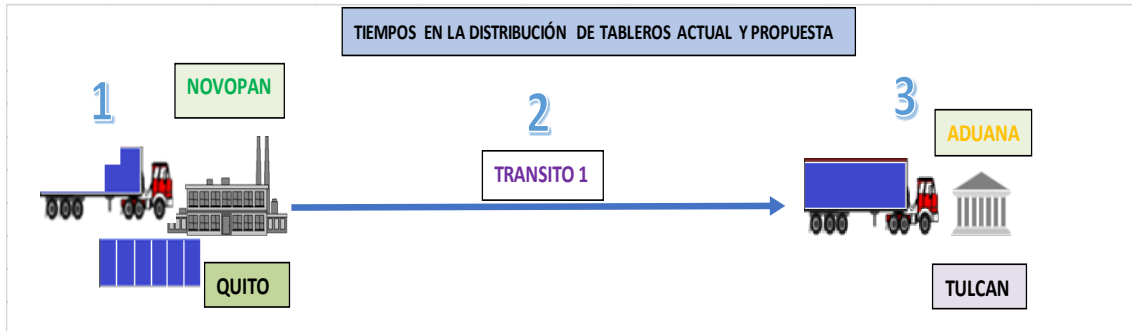 TIEMPOS EN LA DISTRIBUCIÓN DE TABLEROS ACTUAL Y PROPUESTA
1
NOVOPAN
2
3
ADUANA
TRANSITO 1
QUITO
TULCAN